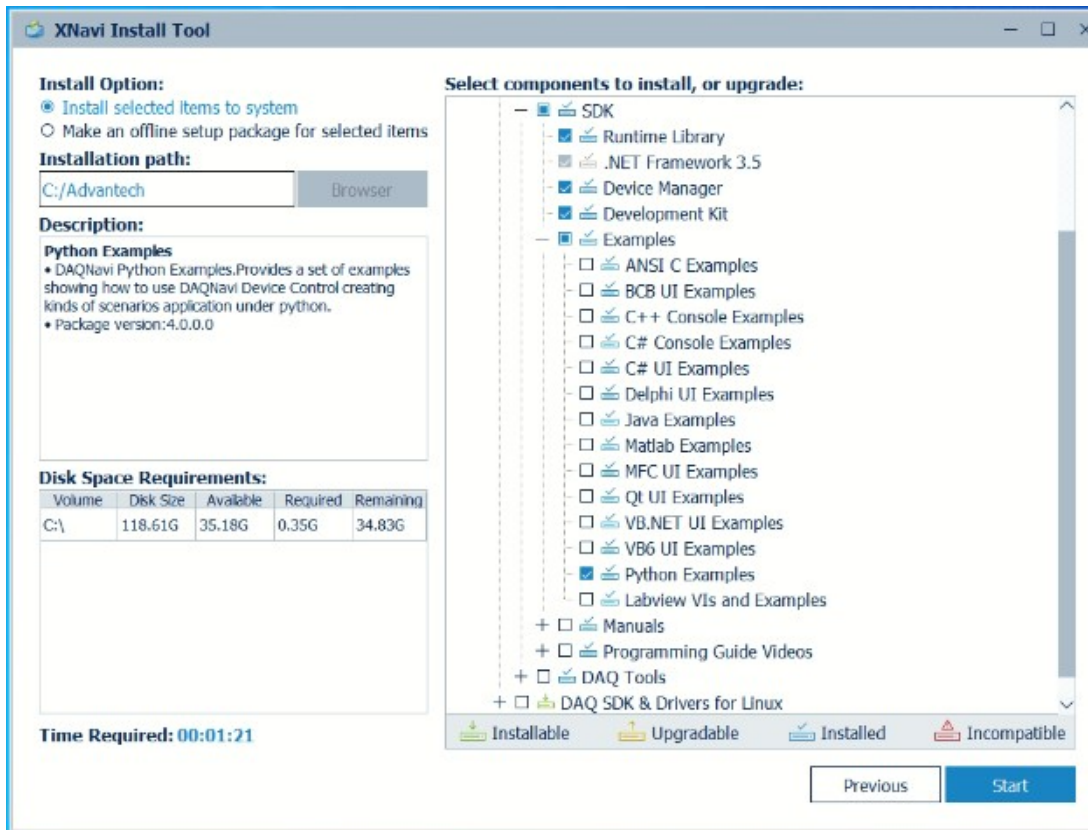 XNavi Install Tool
Install Option:
Install selected items to system
Make an offline setup package for selected items
Installation path:
C:/Advantech
Browser
Description:
Python Examples
• DAQNavi Python Examples.Provides a set of examples
showing how to use DAQNavi Device Control creating
kinds of scenarios application under python.
• Package version:4.0.0.0
Disk Space Requirements:
Volume Disk Size Available Required Remaining
C:\ 118.61G 35.18G 0.35G 34.83G
Time Required: 00:01:21
Select components to install, or upgrade:
SDK
Runtime Library
.NET Framework 3.5
Device Manager
Development Kit
Examples
ANSI C Examples
BCB UI Examples
C++ Console Examples
C# Console Examples
C# UI Examples
Delphi UI Examples
Java Examples
Matlab Examples
MFC UI Examples
Qt UI Examples
VB.NET UI Examples
VB6 UI Examples
Python Examples
Labview VIs and Examples
Manuals
Programming Guide Videos
DAQ Tools
DAQ SDK & Drivers for Linux
Installable Upgradable Installed Incompatible
Previous Start